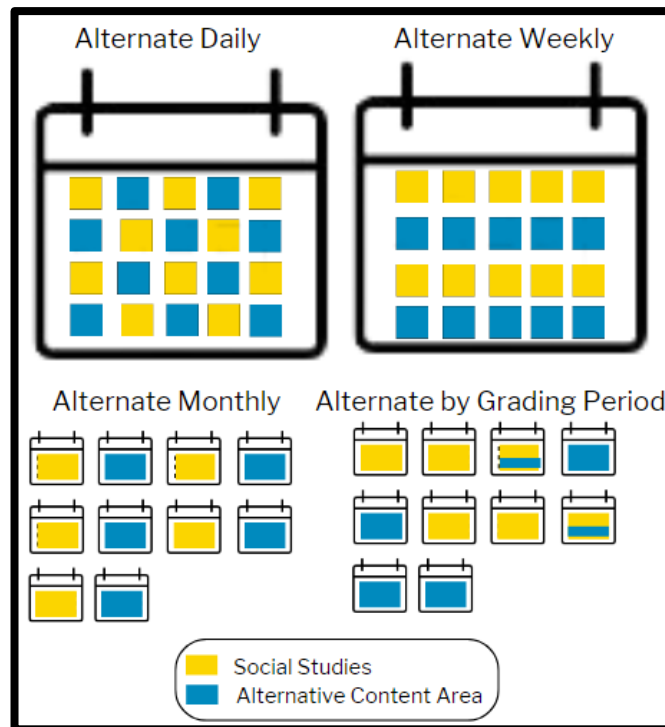 Alternate Daily
Alternate Weekly
Alternate Monthly
Alternate by Grading Period
Social Studies
Alternative Content Area